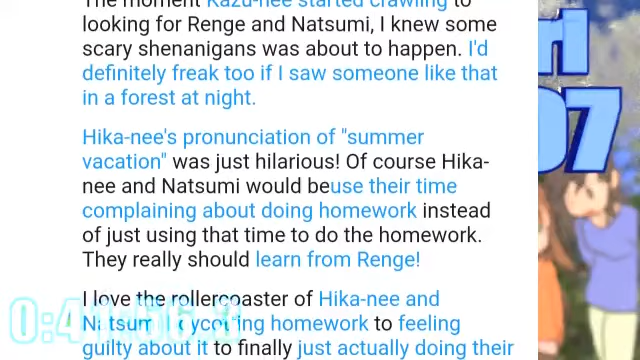 The moment Kazu-nee started crawling to
looking for Renge and Natsumi, I knew some
scary shenanigans was about to happen. I'd
definitely freak too if I saw someone like that
in a forest at night.
Hika-nee's pronunciation of "summer
vacation" was just hilarious! Of course Hika-
nee and Natsumi would beuse their time
complaining about doing homework instead
of just using that time to do the homework.
They really should learn from Renge!
I love the rollercoaster of Hika-nee and
Natsumi boycotting homework to feeling
guilty about it to finally just actually doing their
07